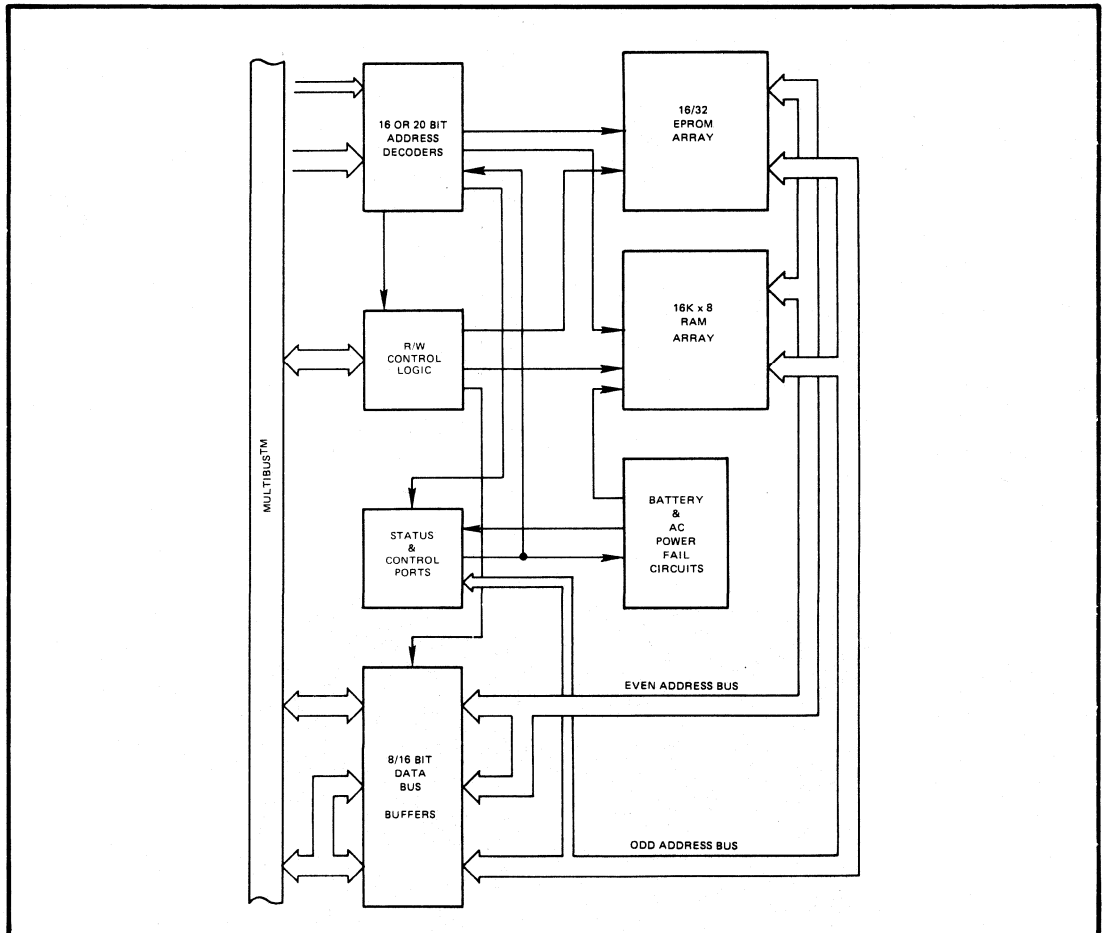 MULTIBUS™
16 OR 20 BIT
ADDRESS
DECODERS
16/32
EPROM
ARRAY
R/W
CONTROL
LOGIC
16K x 8
RAM
ARRAY
STATUS
&
CONTROL
PORTS
BATTERY
&
AC
POWER
FAIL
CIRCUITS
8/16 BIT
DATA
BUS
BUFFERS
EVEN ADDRESS BUS
ODD ADDRESS BUS